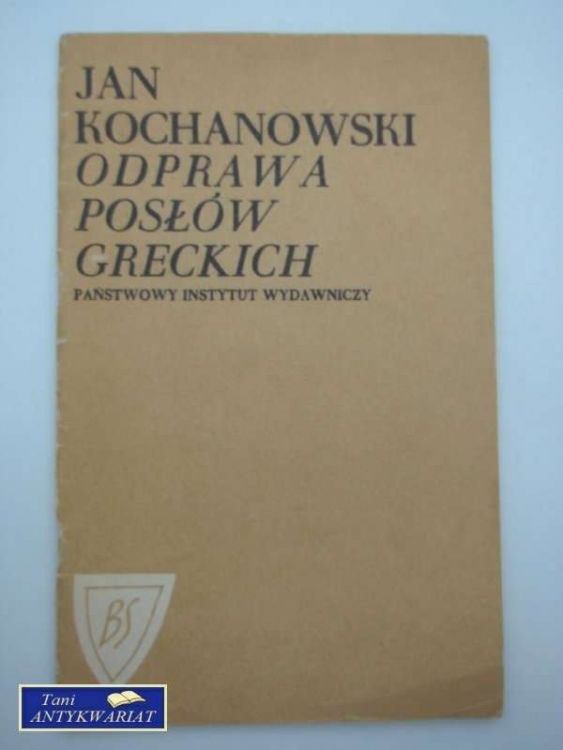 JAN
KOCHANOWSKI
ODPRAWA
POSŁÓW
GRECKICH
PAŃSTWOWY INSTYTUT WYDAWNICZY
BS
Tani
ANTYKWARIAT